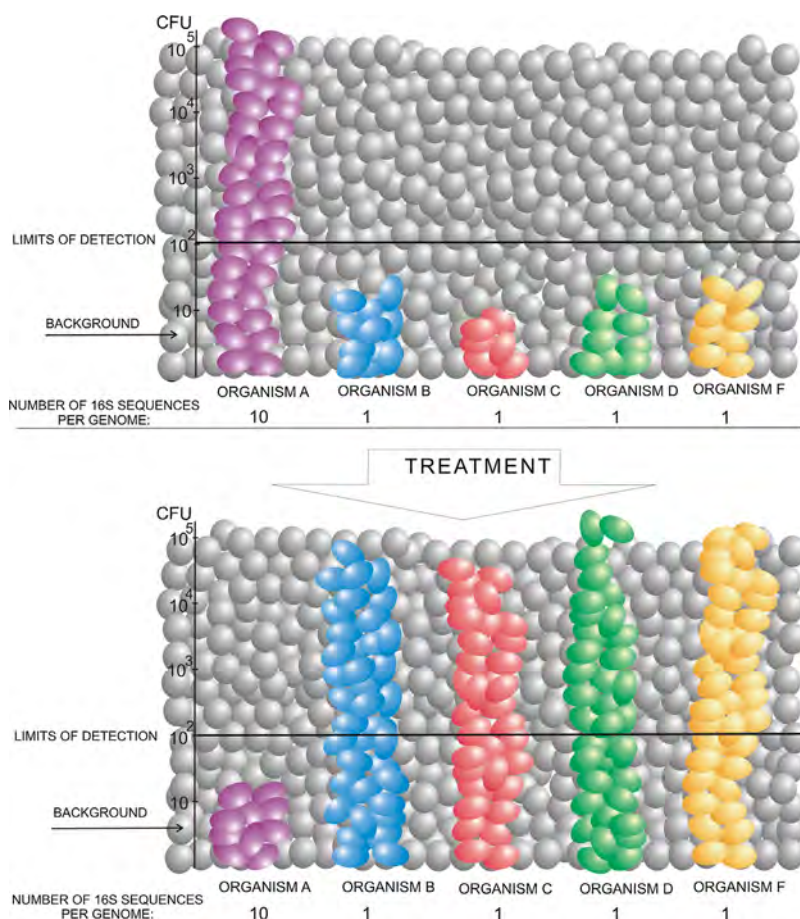 CFU
10⁵
10⁴
10³
LIMITS OF DETECTION
10²
10
BACKGROUND
ORGANISM A ORGANISM B ORGANISM C ORGANISM D ORGANISM F
NUMBER OF 16S SEQUENCES
PER GENOME: 10 1 1 1 1
TREATMENT
CFU
10⁵
10⁴
10³
LIMITS OF DETECTION
10²
10
BACKGROUND
ORGANISM A ORGANISM B ORGANISM C ORGANISM D ORGANISM F
NUMBER OF 16S SEQUENCES
PER GENOME: 10 1 1 1 1